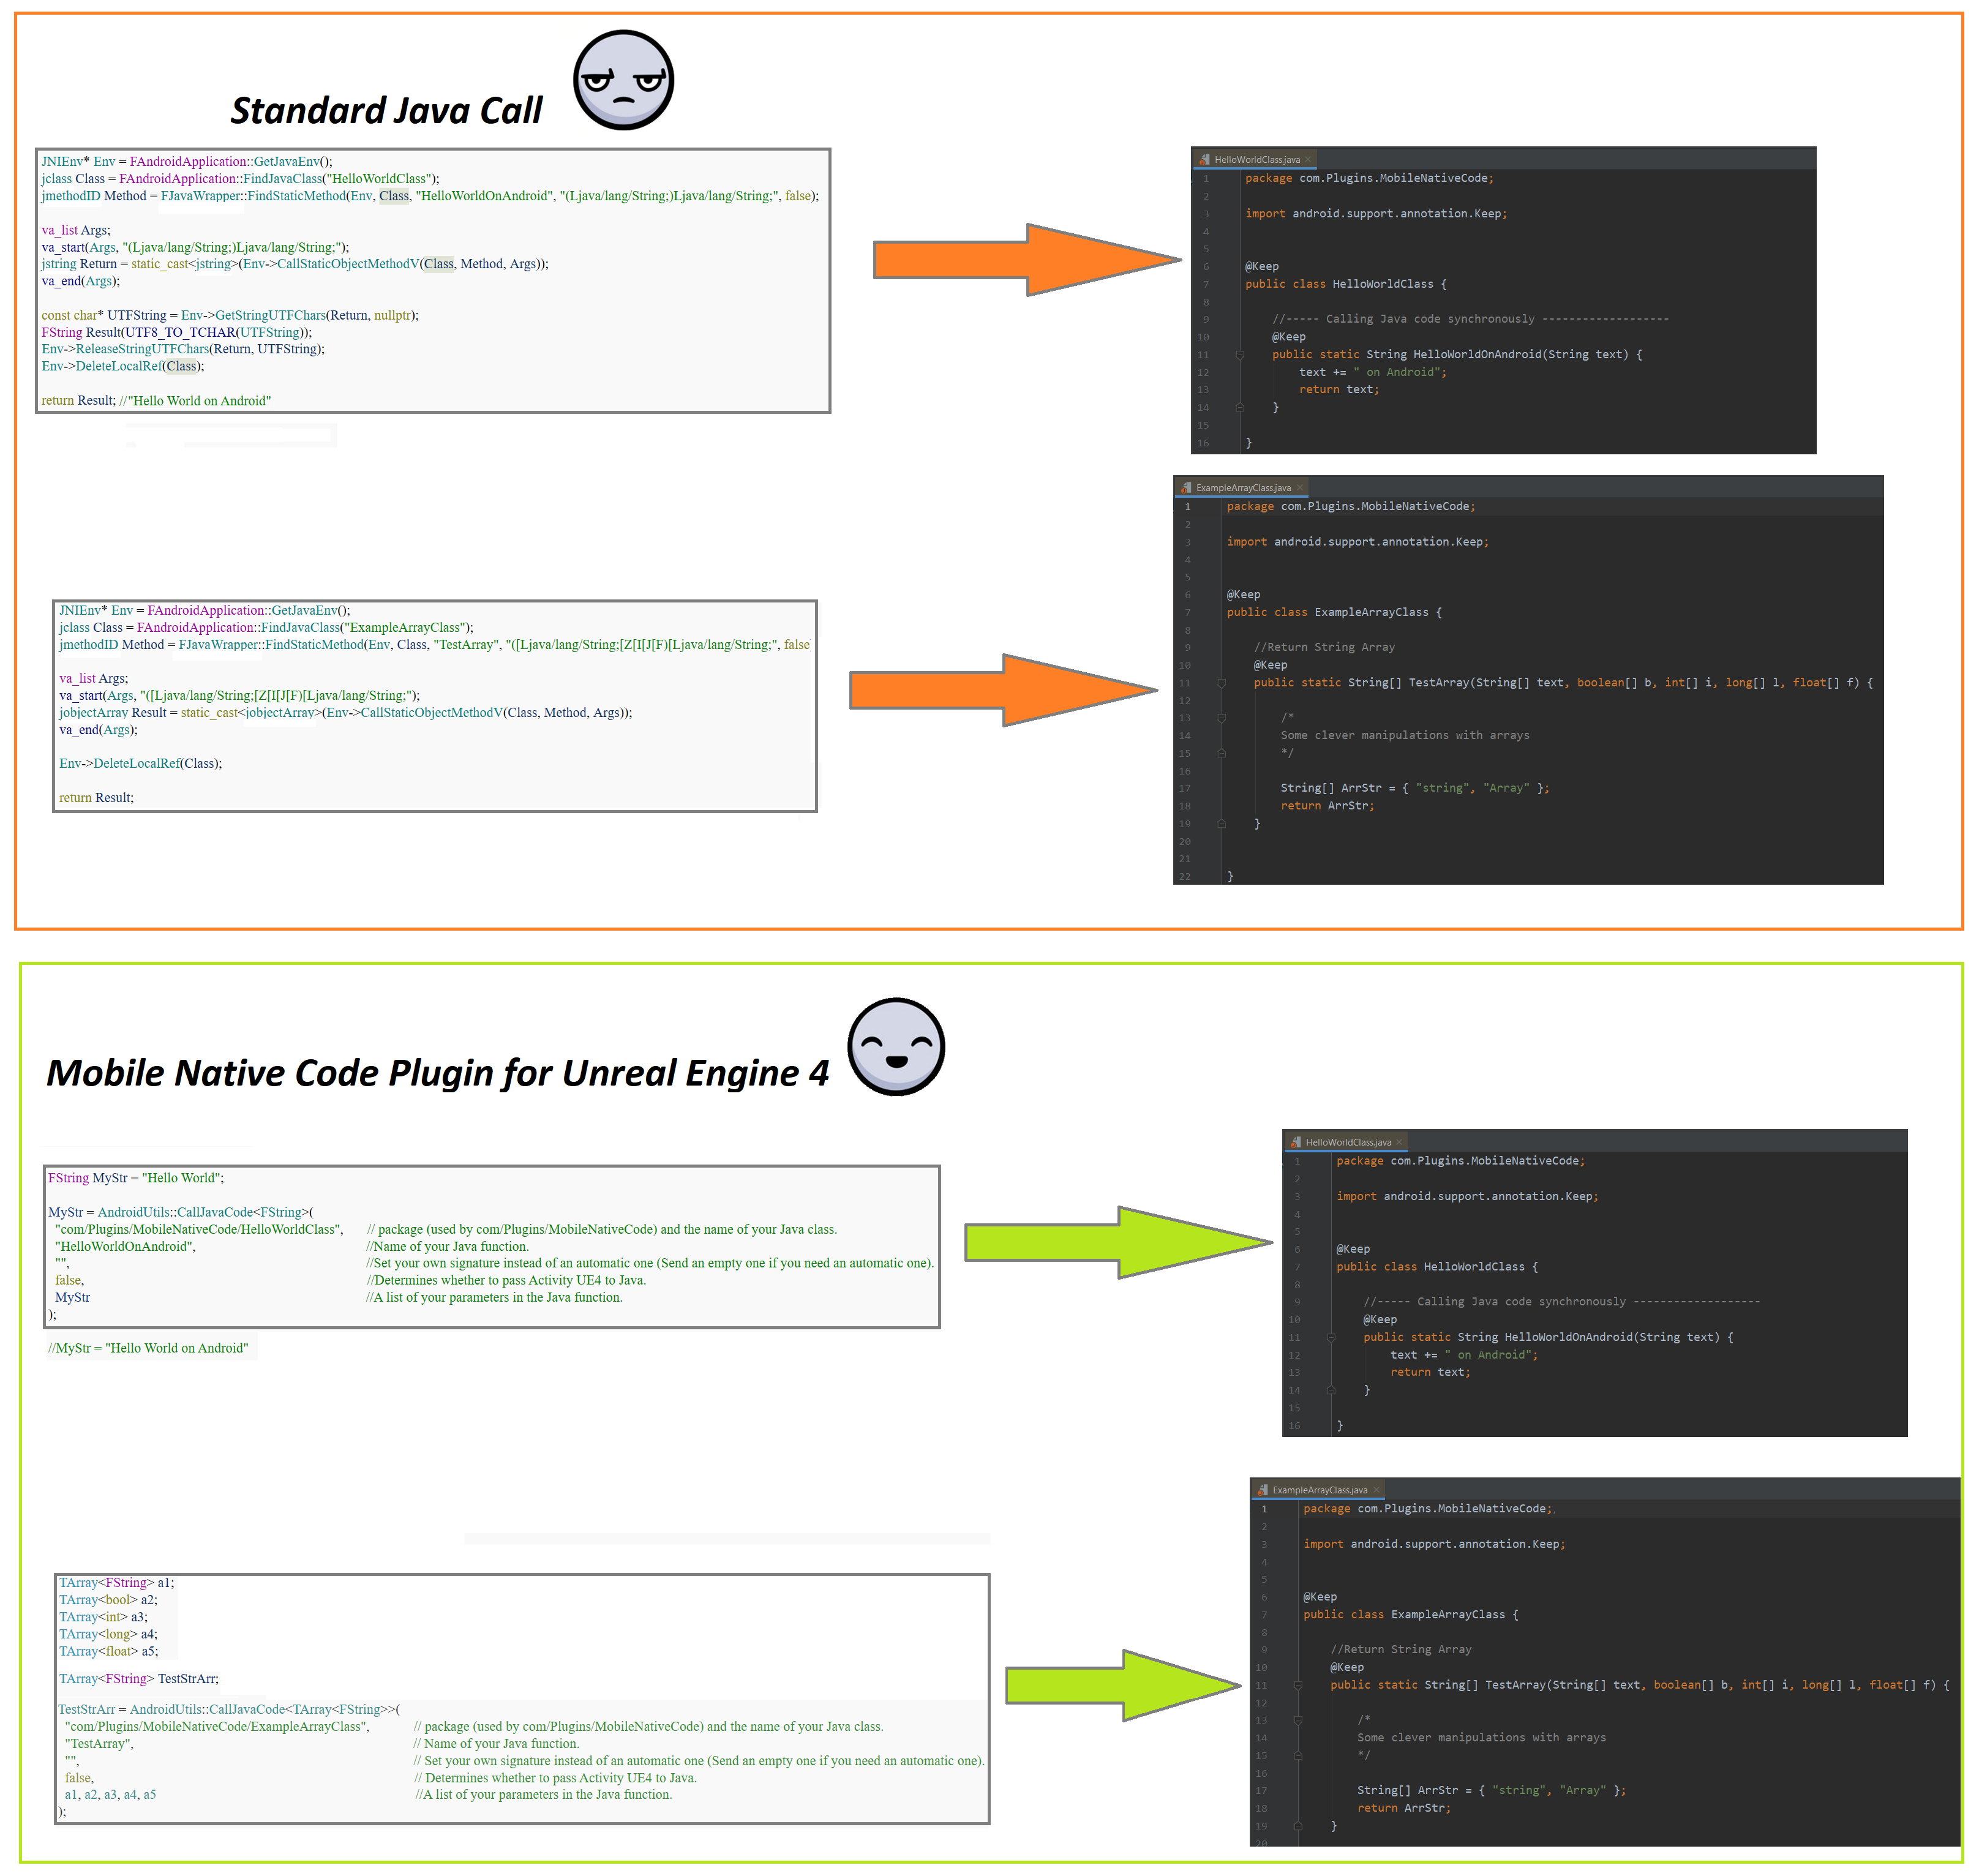 Standard Java Call
JNIEnv* Env = FAndroidApplication::GetJavaEnv();
jclass Class = FAndroidApplication::FindJavaClass("HelloWorldClass");
jmethodID Method = FJavaWrapper::FindStaticMethod(Env, Class, "HelloWorldOnAndroid", "(Ljava/lang/String;)Ljava/lang/String;", false);
va_list Args;
va_start(Args, "(Ljava/lang/String;)Ljava/lang/String;");
jstring Return = static_cast<jstring>(Env->CallStaticObjectMethodV(Class, Method, Args));
va_end(Args);
const char* UTFString = Env->GetStringUTFChars(Return, nullptr);
FString Result(UTF8_TO_TCHAR(UTFString));
Env->ReleaseStringUTFChars(Return, UTFString);
Env->DeleteLocalRef(Class);
return Result; //"Hello World on Android"
HelloWorldClass.java ×
1 package com.Plugins.MobileNativeCode;
2
3 import android.support.annotation.Keep;
4
5
6 @Keep
7 public class HelloWorldClass {
8
9 //----- Calling Java code synchronously -------------------
10 @Keep
11 public static String HelloWorldOnAndroid(String text) {
12 text += " on Android";
13 return text;
14 }
15
16 }
JNIEnv* Env = FAndroidApplication::GetJavaEnv();
jclass Class = FAndroidApplication::FindJavaClass("ExampleArrayClass");
jmethodID Method = FJavaWrapper::FindStaticMethod(Env, Class, "TestArray", "([Ljava/lang/String;[Z[I[J[F)[Ljava/lang/String;", false
va_list Args;
va_start(Args, "([Ljava/lang/String;[Z[I[J[F)[Ljava/lang/String;");
jobjectArray Result = static_cast<jobjectArray>(Env->CallStaticObjectMethodV(Class, Method, Args));
va_end(Args);
Env->DeleteLocalRef(Class);
return Result;
ExampleArrayClass.java ×
1 package com.Plugins.MobileNativeCode;
2
3 import android.support.annotation.Keep;
4
5
6 @Keep
7 public class ExampleArrayClass {
8
9 //Return String Array
10 @Keep
11 public static String[] TestArray(String[] text, boolean[] b, int[] i, long[] l, float[] f) {
12
13 /*
14 Some clever manipulations with arrays
15 */
16
17 String[] ArrStr = { "string", "Array" };
18 return ArrStr;
19 }
20
21
22 }
Mobile Native Code Plugin for Unreal Engine 4
FString MyStr = "Hello World";
MyStr = AndroidUtils::CallJavaCode<FString>(
"com/Plugins/MobileNativeCode/HelloWorldClass", // package (used by com/Plugins/MobileNativeCode) and the name of your Java class.
"HelloWorldOnAndroid", //Name of your Java function.
"", //Set your own signature instead of an automatic one (Send an empty one if you need an automatic one).
false, //Determines whether to pass Activity UE4 to Java.
MyStr //A list of your parameters in the Java function.
);
//MyStr = "Hello World on Android"
HelloWorldClass.java ×
1 package com.Plugins.MobileNativeCode;
2
3 import android.support.annotation.Keep;
4
5
6 @Keep
7 public class HelloWorldClass {
8
9 //----- Calling Java code synchronously -------------------
10 @Keep
11 public static String HelloWorldOnAndroid(String text) {
12 text += " on Android";
13 return text;
14 }
15
16 }
TArray<FString> a1;
TArray<bool> a2;
TArray<int> a3;
TArray<long> a4;
TArray<float> a5;
TArray<FString> TestStrArr;
TestStrArr = AndroidUtils::CallJavaCode<TArray<FString>>(
"com/Plugins/MobileNativeCode/ExampleArrayClass", // package (used by com/Plugins/MobileNativeCode) and the name of your Java class.
"TestArray", // Name of your Java function.
"", // Set your own signature instead of an automatic one (Send an empty one if you need an automatic one).
false, // Determines whether to pass Activity UE4 to Java.
a1, a2, a3, a4, a5 //A list of your parameters in the Java function.
);
ExampleArrayClass.java ×
1 package com.Plugins.MobileNativeCode;
2
3 import android.support.annotation.Keep;
4
5
6 @Keep
7 public class ExampleArrayClass {
8
9 //Return String Array
10 @Keep
11 public static String[] TestArray(String[] text, boolean[] b, int[] i, long[] l, float[] f) {
12
13 /*
14 Some clever manipulations with arrays
15 */
16
17 String[] ArrStr = { "string", "Array" };
18 return ArrStr;
19 }
20